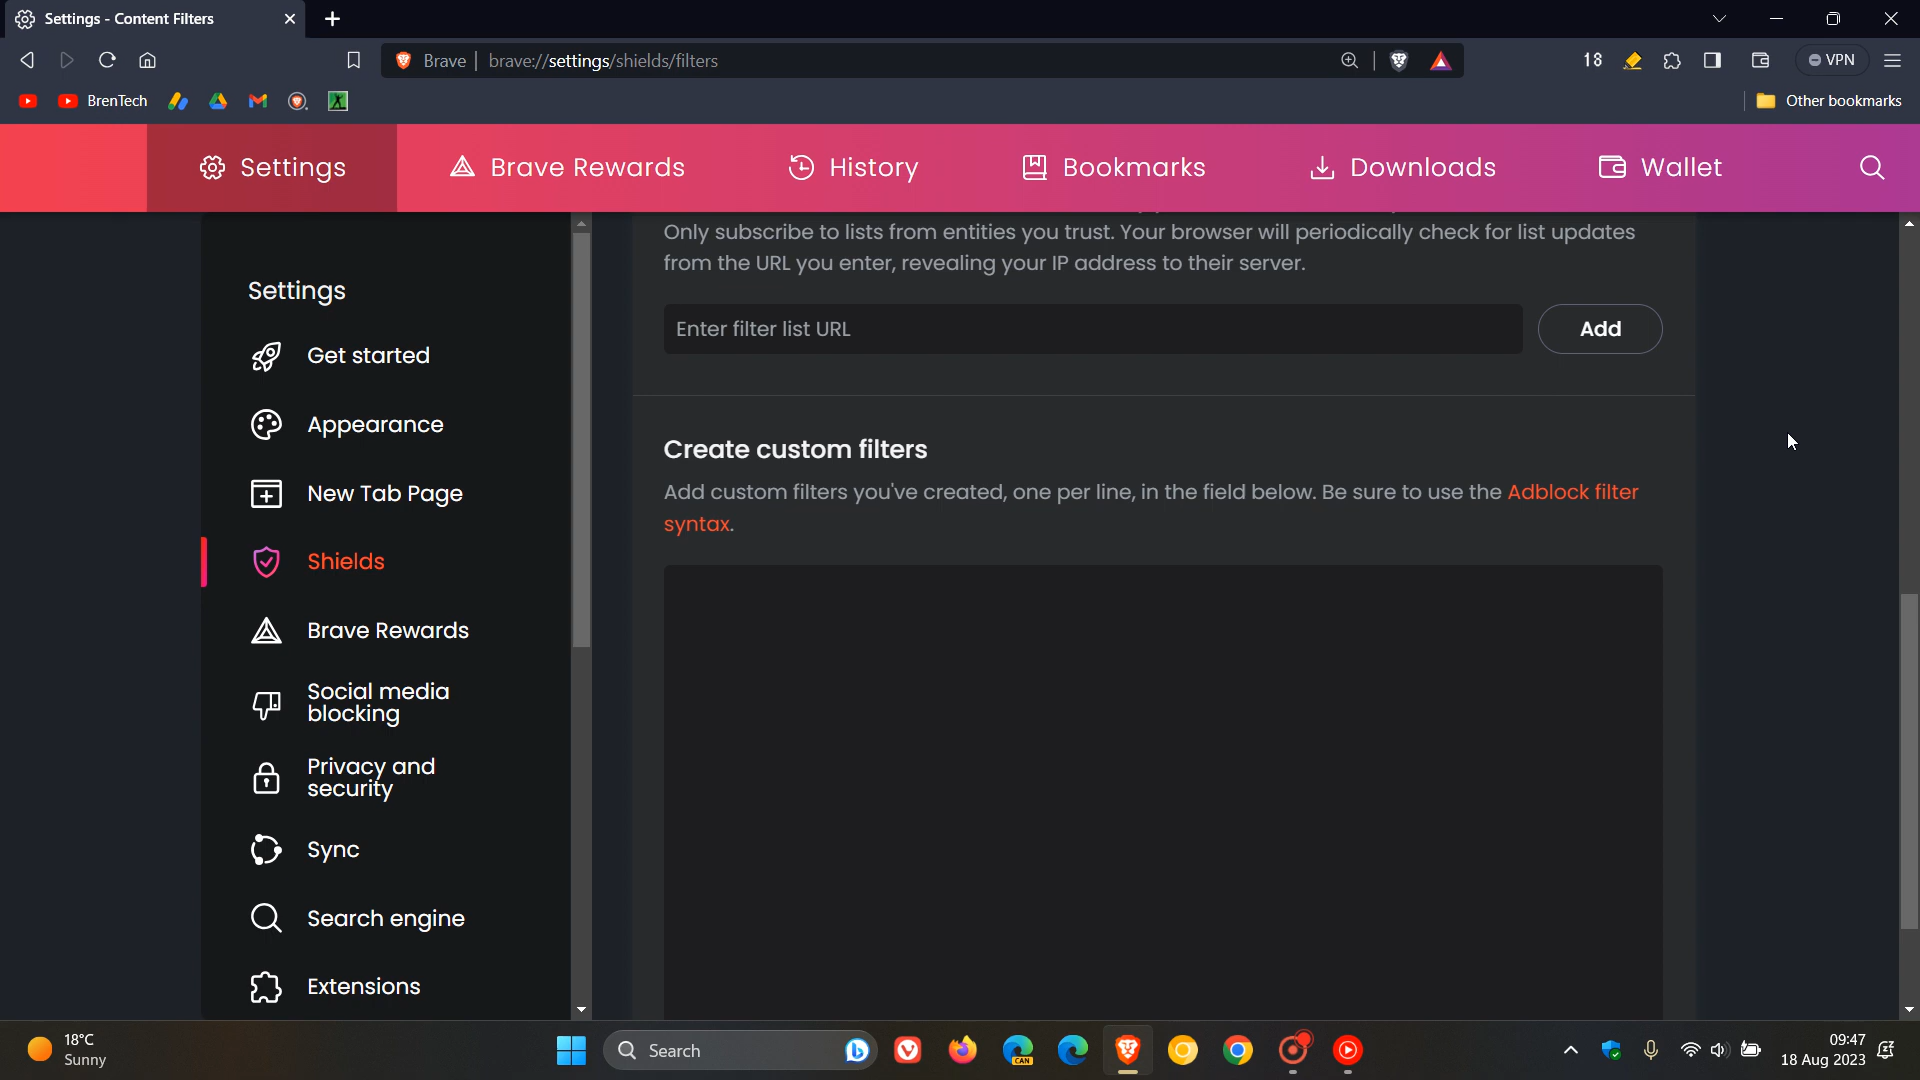 Settings - Content Filters
Brave
brave://settings/shields/filters
18
VPN
BrenTech
Other bookmarks
Settings
Brave Rewards
History
Bookmarks
Downloads
Wallet
Settings
Get started
Appearance
New Tab Page
Shields
Brave Rewards
Social media
blocking
Privacy and
security
Sync
Search engine
Extensions
Only subscribe to lists from entities you trust. Your browser will periodically check for list updates
from the URL you enter, revealing your IP address to their server.
Enter filter list URL
Add
Create custom filters
Add custom filters you've created, one per line, in the field below. Be sure to use the Adblock filter
syntax.
18°C
Sunny
Search
CAN
09:47
18 Aug 2023